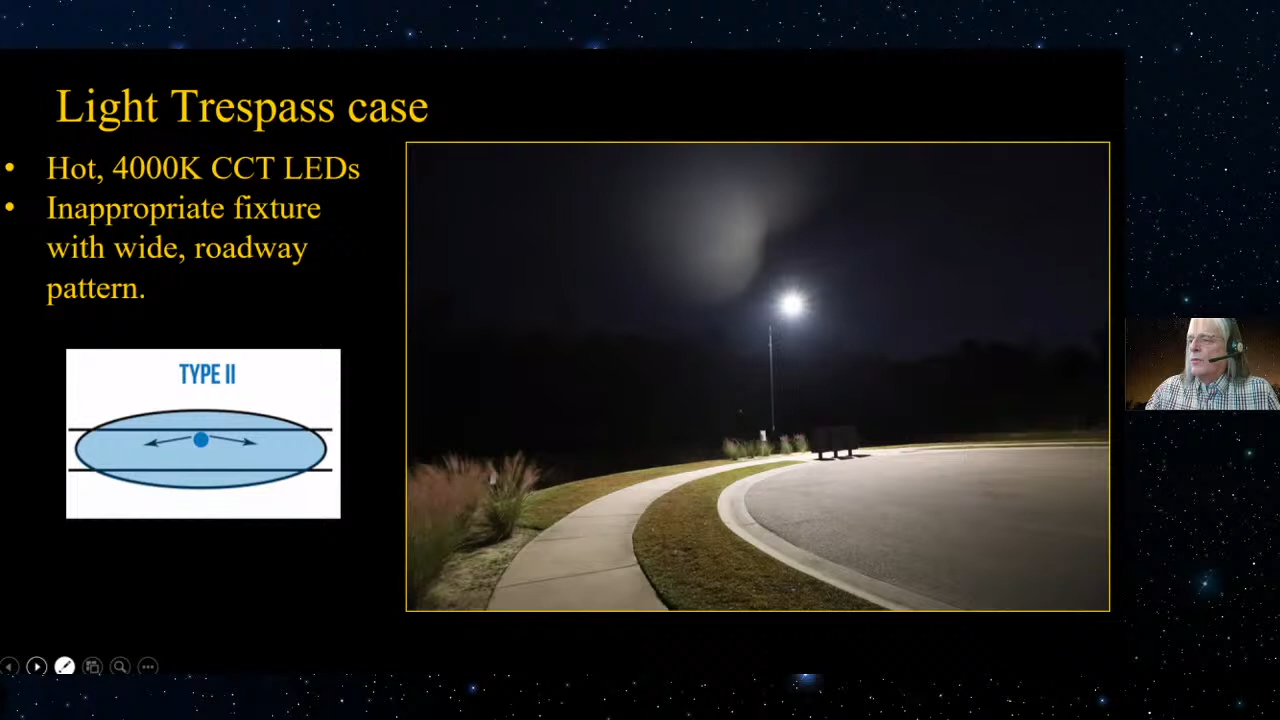 Light Trespass case
• Hot, 4000K CCT LEDs
• Inappropriate fixture
with wide, roadway
pattern.
TYPE II